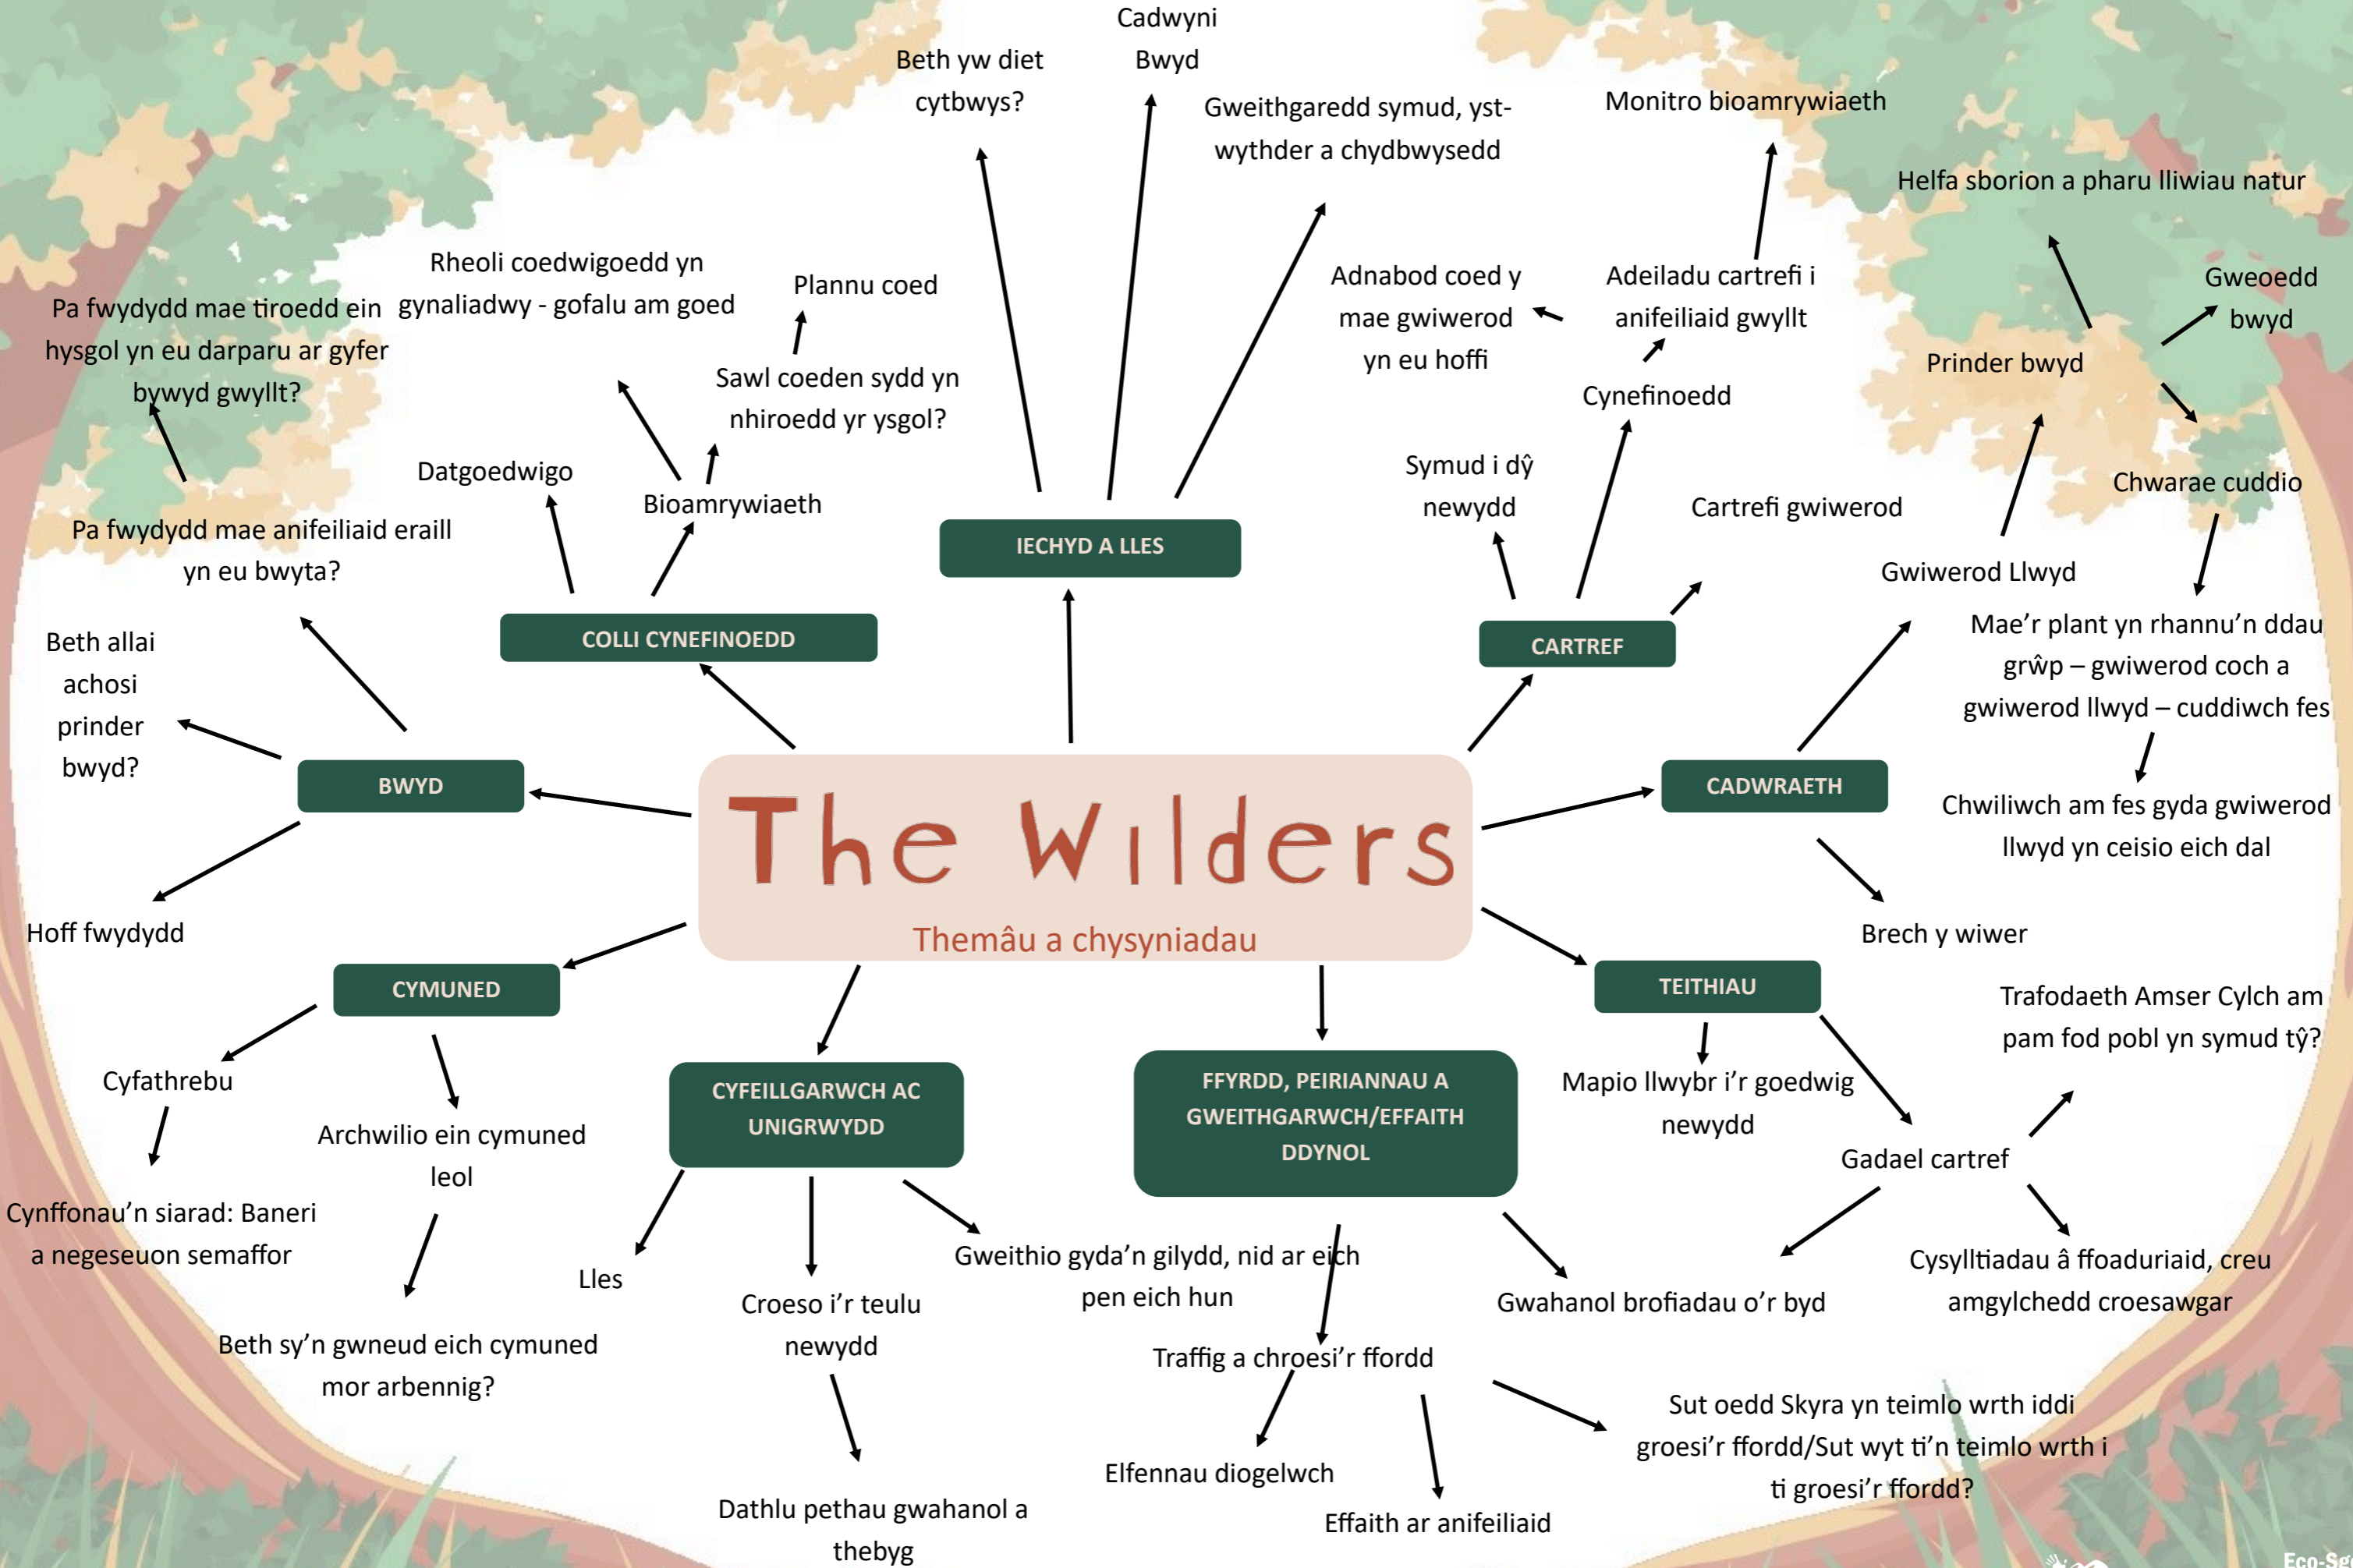 Cadwyni
Bwyd
Beth yw diet
cytbwys?
Gweithgaredd symud, yst-
wythder a chydbwysedd
Monitro bioamrywiaeth
Helfa sborion a pharu lliwiau natur
Rheoli coedwigoedd yn
gynaliadwy - gofalu am goed
Plannu coed
Adnabod coed y
mae gwiwerod
yn eu hoffi
Adeiladu cartrefi i
anifeiliaid gwyllt
Gweoedd
bwyd
Pa fwydydd mae tiroedd ein
hysgol yn eu darparu ar gyfer
bywyd gwyllt?
Sawl coeden sydd yn
nhiroedd yr ysgol?
Cynefinoedd
Prinder bwyd
Datgoedwigo
Bioamrywiaeth
Symud i dŷ
newydd
Cartrefi gwiwerod
Chwarae cuddio
Pa fwydydd mae anifeiliaid eraill
yn eu bwyta?
IECHYD A LLES
Gwiwerod Llwyd
Beth allai
achosi
prinder
bwyd?
COLLI CYNEFINOEDD
CARTREF
Mae’r plant yn rhannu’n ddau
grŵp – gwiwerod coch a
gwiwerod llwyd – cuddiwch fes
BWYD
CADWRAETH
Chwiliwch am fes gyda gwiwerod
llwyd yn ceisio eich dal
The Wilders
Themâu a chysyniadau
Hoff fwydydd
Brech y wiwer
CYMUNED
TEITHIAU
Trafodaeth Amser Cylch am
pam fod pobl yn symud tŷ?
Cyfathrebu
Archwilio ein cymuned
leol
CYFEILLGARWCH AC
UNIGRWYDD
FFYRDD, PEIRIANNAU A
GWEITHGARWCH/EFFAITH
DDYNOL
Mapio llwybr i’r goedwig
newydd
Gadael cartref
Cynffonau’n siarad: Baneri
a negeseuon semaffor
Lles
Croeso i’r teulu
newydd
Gweithio gyda’n gilydd, nid ar eich
pen eich hun
Gwahanol brofiadau o’r byd
Cysylltiadau â ffoaduriaid, creu
amgylchedd croesawgar
Beth sy’n gwneud eich cymuned
mor arbennig?
Traffig a chroesi’r ffordd
Sut oedd Skyra yn teimlo wrth iddi
groesi’r ffordd/Sut wyt ti’n teimlo wrth i
ti groesi’r ffordd?
Elfennau diogelwch
Effaith ar anifeiliaid
Dathlu pethau gwahanol a
thebyg